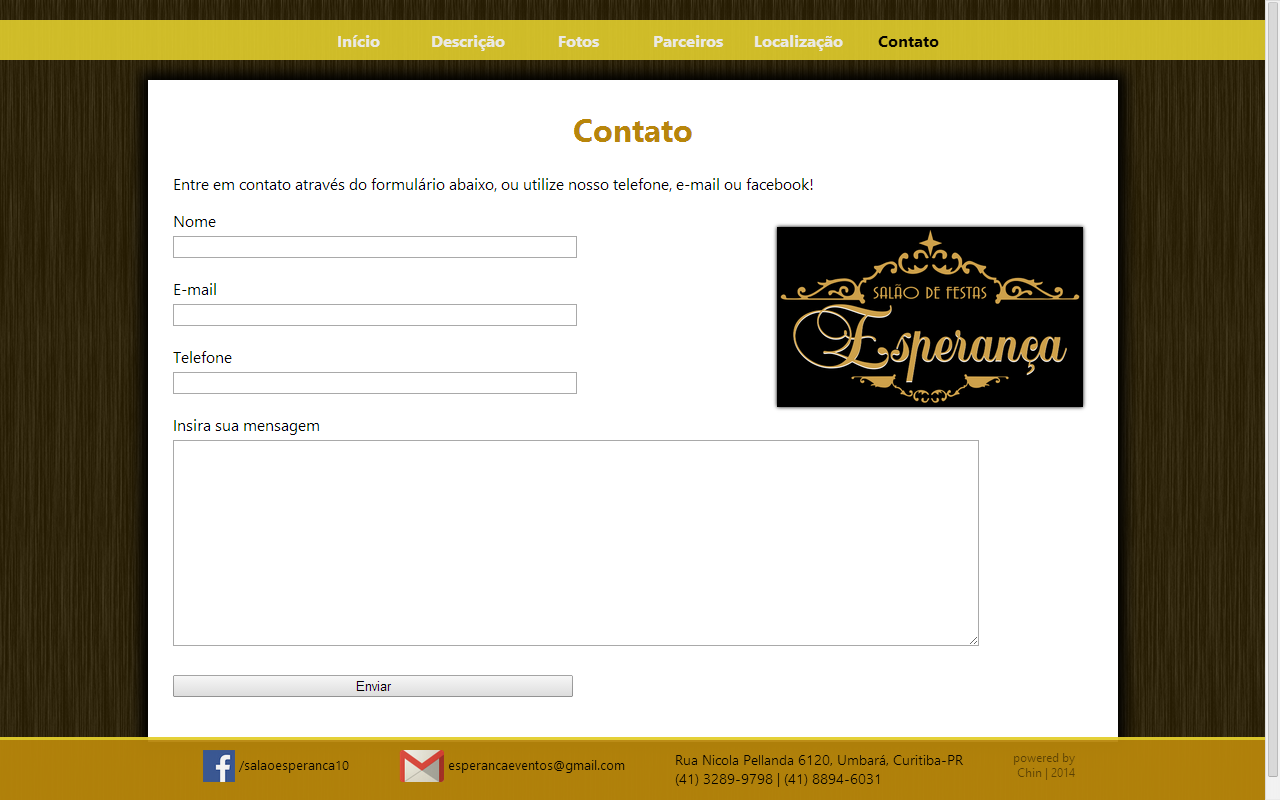 Início Descrição Fotos Parceiros Localização Contato
Contato
Entre em contato através do formulário abaixo, ou utilize nosso telefone, e-mail ou facebook!
Nome
E-mail
Telefone
Insira sua mensagem
SALÃO DE FESTAS
Esperança
Enviar
/salaoesperanca10
esperancaeventos@gmail.com
Rua Nicola Pellanda 6120, Umbará, Curitiba-PR
(41) 3289-9798 | (41) 8894-6031
powered by
Chin | 2014